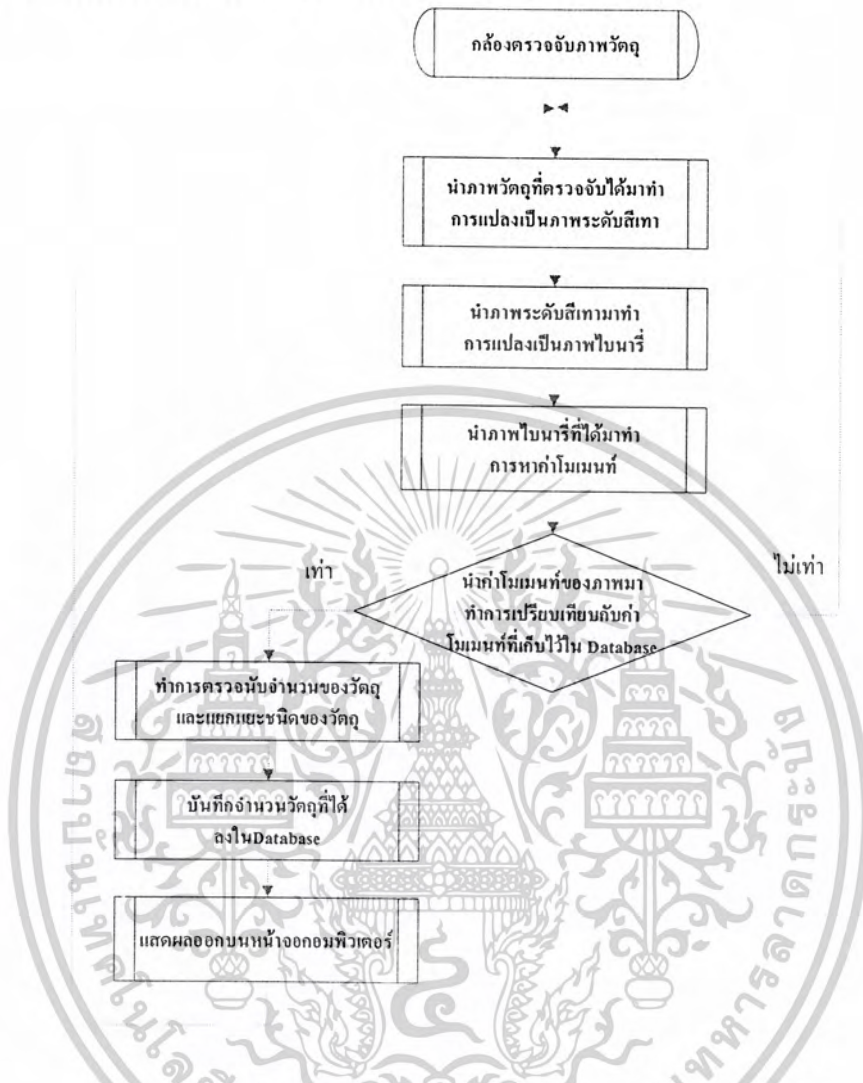 กล้องตรวจจับภาพวัตถุ
นำภาพวัตถุที่ตรวจจับได้มาทำ
การแปลงเป็นภาพระดับสีเทา
นำภาพระดับสีเทามาทำ
การแปลงเป็นภาพไบนารี่
นำภาพไบนารี่ที่ได้มาทำ
การหาค่าโมเมนท์
นำค่าโมเมนท์ของภาพมา
ทำการเปรียบเทียบกับค่า
โมเมนท์ที่เก็บไว้ใน Database
เท่า
ไม่เท่า
ทำการตรวจนับจำนวนของวัตถุ
และแยกแยะชนิดของวัตถุ
บันทึกจำนวนวัตถุที่ได้
ลงในDatabase
แสดผลออกบนหน้าจอคอมพิวเตอร์